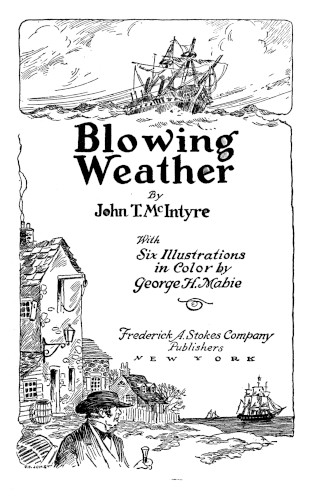 Blowing
Weather
By
John T. McIntyre
With
Six Illustrations
in Color by
George H. Mabie
Frederick A. Stokes Company
Publishers
NEW YORK